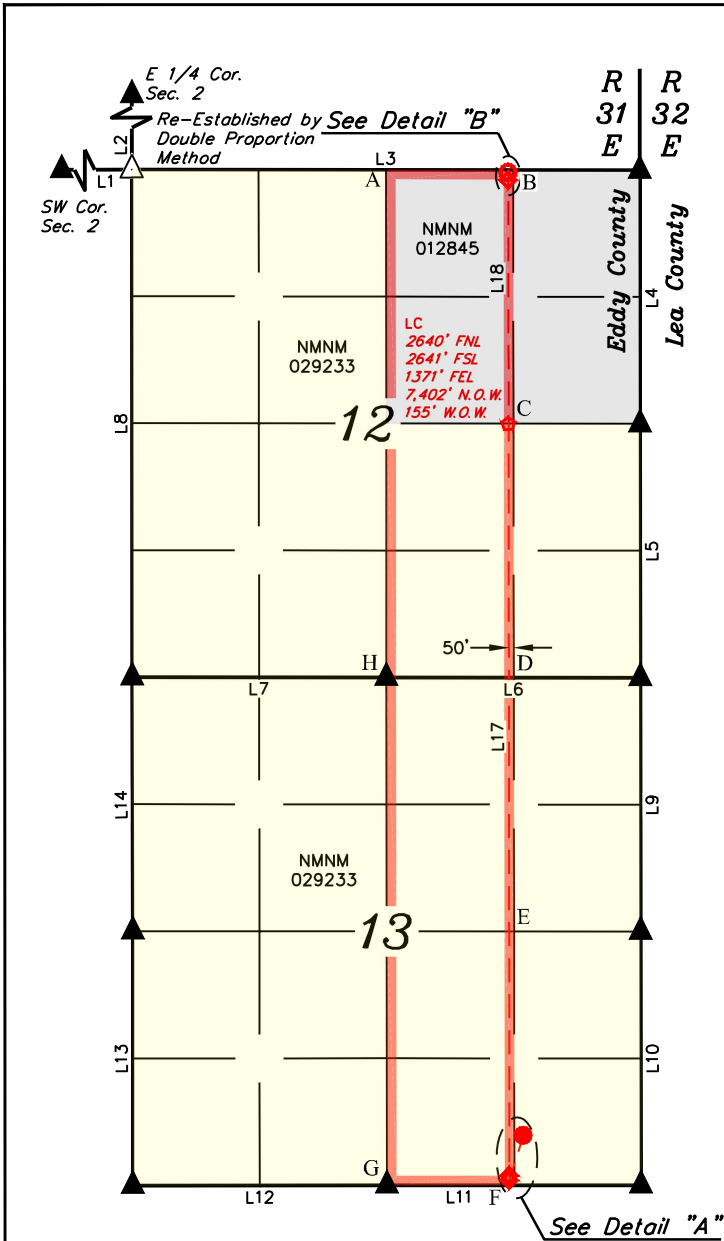 E 1/4 Cor.
Sec. 2
L2
Re-Established by
Double Proportion
Method
See Detail "B"
R R
31 32
E E
L1
SW Cor.
Sec. 2
L3
A
B
NMNM
012845
L18
Eddy County
Lea County
L4
NMNM
029233
LC
2640' FNL
2641' FSL
1371' FEL
7,402' N.O.W.
155' W.O.W.
L8
12
C
L5
50'
H
D
L7
L6
L17
L14
L9
NMNM
029233
13
E
L13
L10
G
F
L12
L11
See Detail "A"